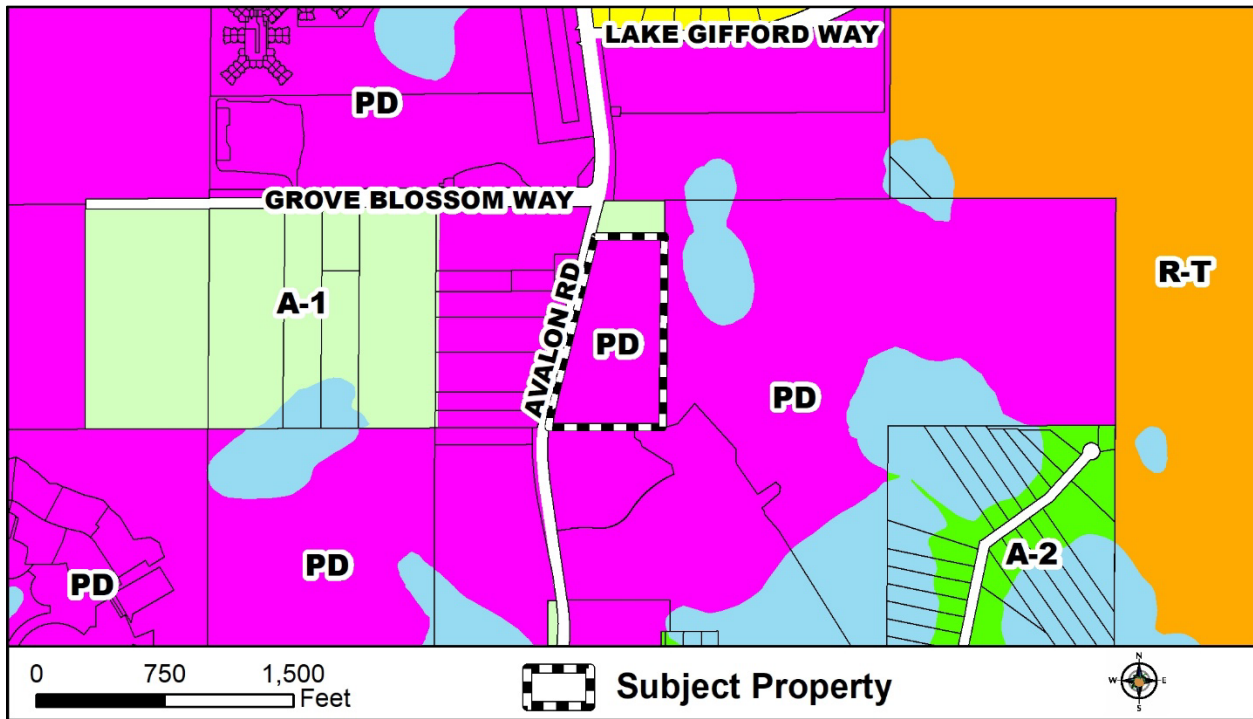 LAKE GIFFORD WAY
PD
GROVE BLOSSOM WAY
R-T
A-1
AVALON RD
PD
PD
A-2
PD
PD
0 750 1,500
Feet
Subject Property
N
W E
S